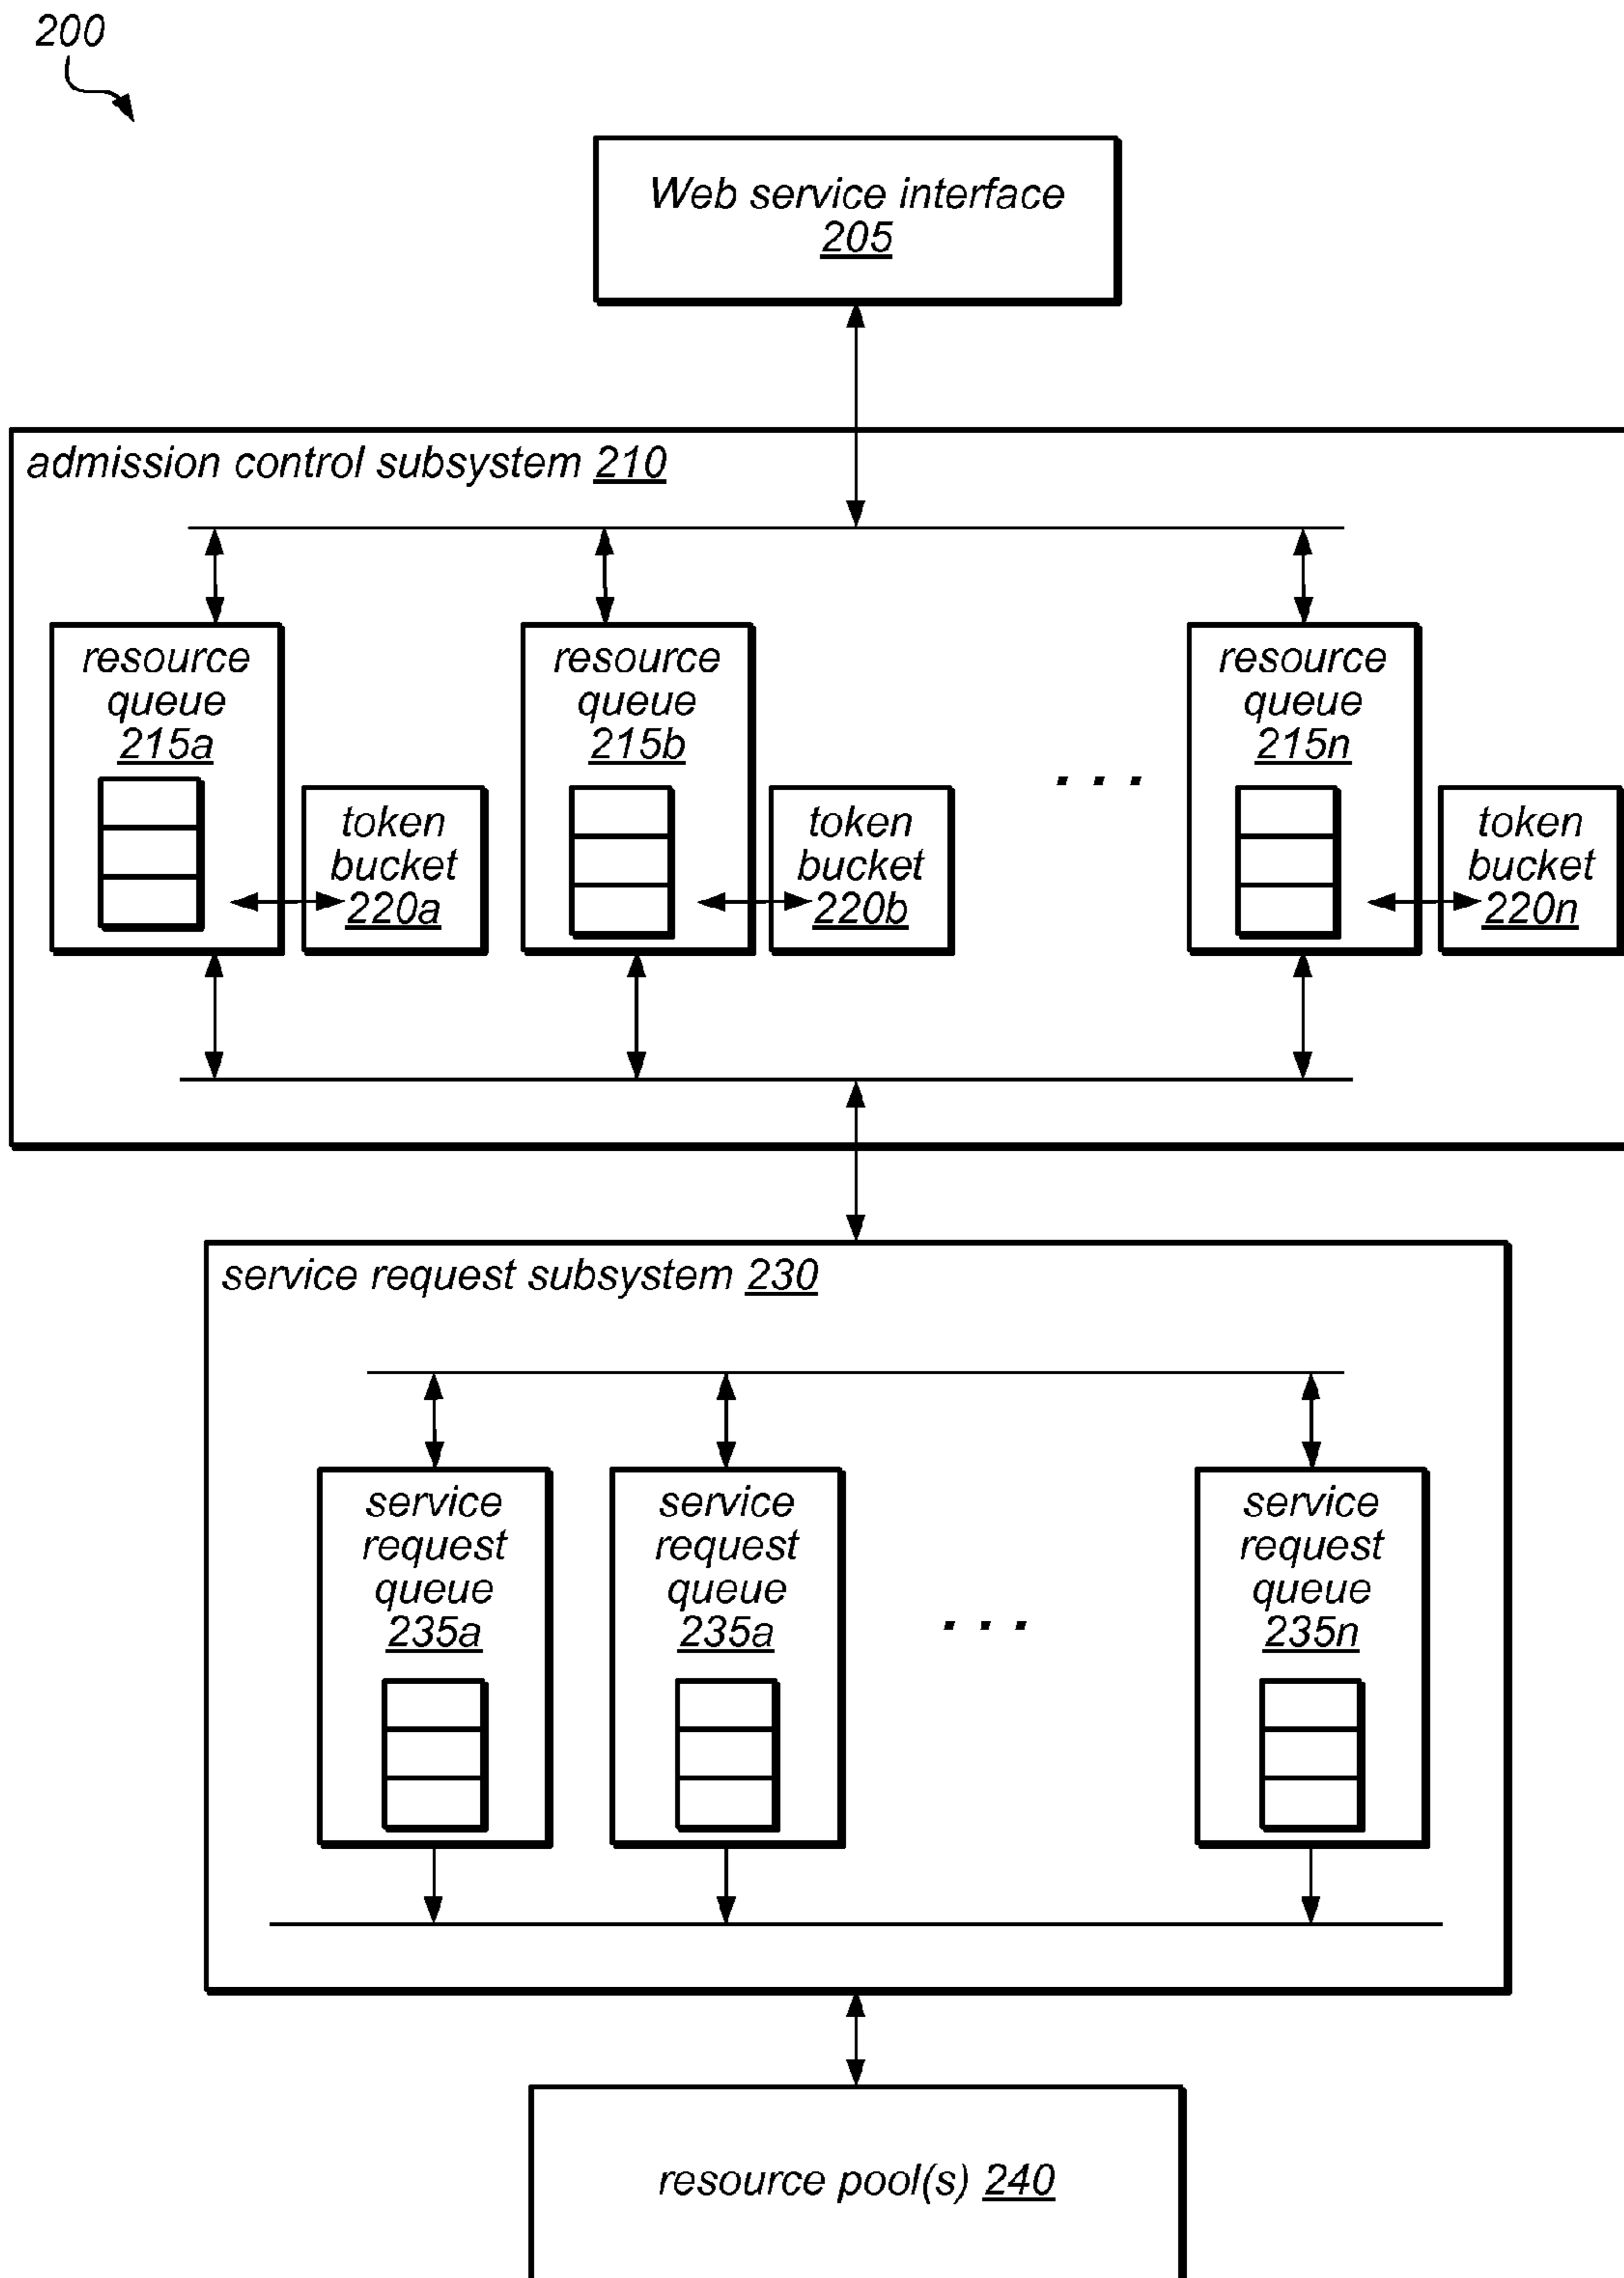 200
Web service interface
205
admission control subsystem 210
resource
queue
215a
token
bucket
220a
resource
queue
215b
token
bucket
220b
. . .
resource
queue
215n
token
bucket
220n
service request subsystem 230
service
request
queue
235a
service
request
queue
235a
. . .
service
request
queue
235n
resource pool(s) 240